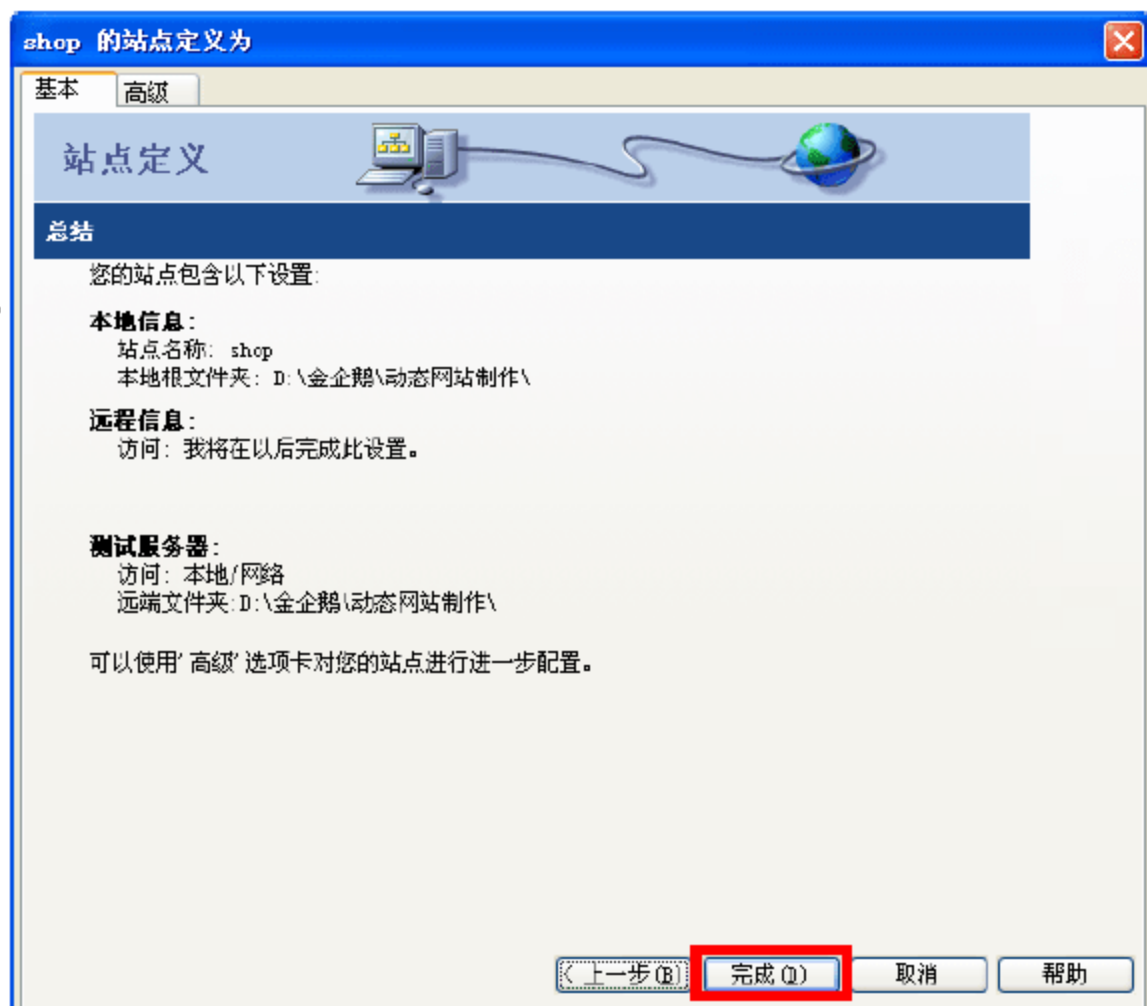 shop 的站点定义为
基本
高级
站点定义
总结
您的站点包含以下设置:
本地信息:
站点名称: shop
本地根文件夹: D:\金企鹅\动态网站制作\
远程信息:
访问: 我将在以后完成此设置。
测试服务器:
访问: 本地/网络
远端文件夹:D:\金企鹅\动态网站制作\
可以使用'高级'选项卡对您的站点进行进一步配置。
< 上一步(B)
完成(D)
取消
帮助